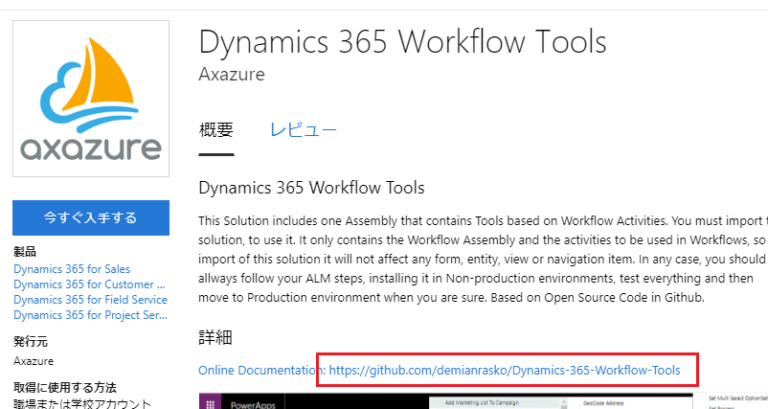 Dynamics 365 Workflow Tools
Axazure
axazure
概要 レビュー
Dynamics 365 Workflow Tools
This Solution includes one Assembly that contains Tools based on Workflow Activities. You must import
solution, to use it. It only contains the Workflow Assembly and the activities to be used in Workflows, so
import of this solution it will not affect any form, entity, view or navigation item. In any case, you should
allways follow your ALM steps, installing it in Non-production environments, test everything and then
move to Production environment when you are sure. Based on Open Source Code in Github.
今すぐ入手する
製品
Dynamics 365 for Sales
Dynamics 365 for Customer ...
Dynamics 365 for Field Service
Dynamics 365 for Project Ser...
発行元
Axazure
取得に使用する方法
職場または学校アカウント
詳細
Online Documentation: https://github.com/demianrasko/Dynamics-365-Workflow-Tools
PowerApps
Add Marketing List To Campaign
GeoCode Address
Set Multi Select OptionSet